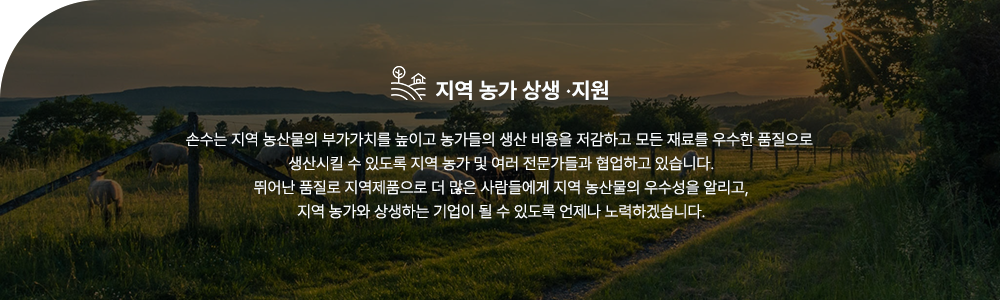 지역 농가 상생 ·지원
손수는 지역 농산물의 부가가치를 높이고 농가들의 생산 비용을 저감하고 모든 재료를 우수한 품질으로
생산시킬 수 있도록 지역 농가 및 여러 전문가들과 협업하고 있습니다.
뛰어난 품질로 지역제품으로 더 많은 사람들에게 지역 농산물의 우수성을 알리고,
지역 농가와 상생하는 기업이 될 수 있도록 언제나 노력하겠습니다.